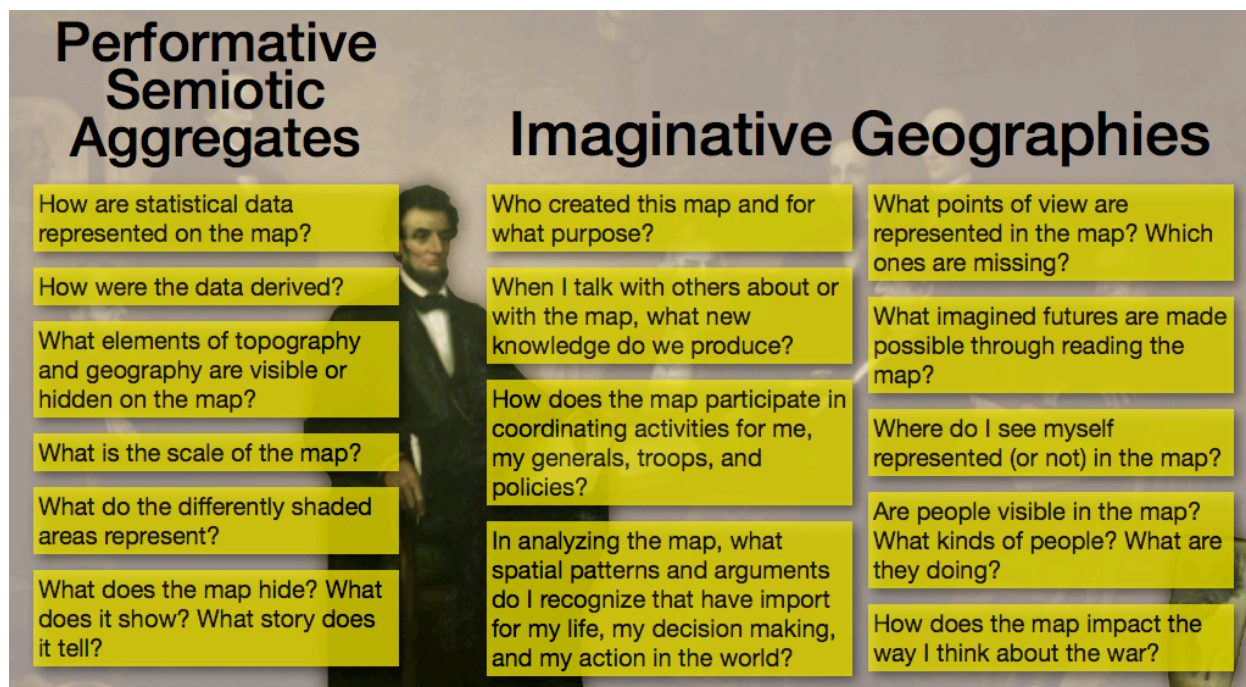 Performative
Semiotic
Aggregates
How are statistical data
represented on the map?
How were the data derived?
What elements of topography
and geography are visible or
hidden on the map?
What is the scale of the map?
What do the differently shaded
areas represent?
What does the map hide? What
does it show? What story does
it tell?
Imaginative Geographies
Who created this map and for
what purpose?
When I talk with others about or
with the map, what new
knowledge do we produce?
How does the map participate in
coordinating activities for me,
my generals, troops, and
policies?
In analyzing the map, what
spatial patterns and arguments
do I recognize that have import
for my life, my decision making,
and my action in the world?
What points of view are
represented in the map? Which
ones are missing?
What imagined futures are made
possible through reading the
map?
Where do I see myself
represented (or not) in the map?
Are people visible in the map?
What kinds of people? What are
they doing?
How does the map impact the
way I think about the war?